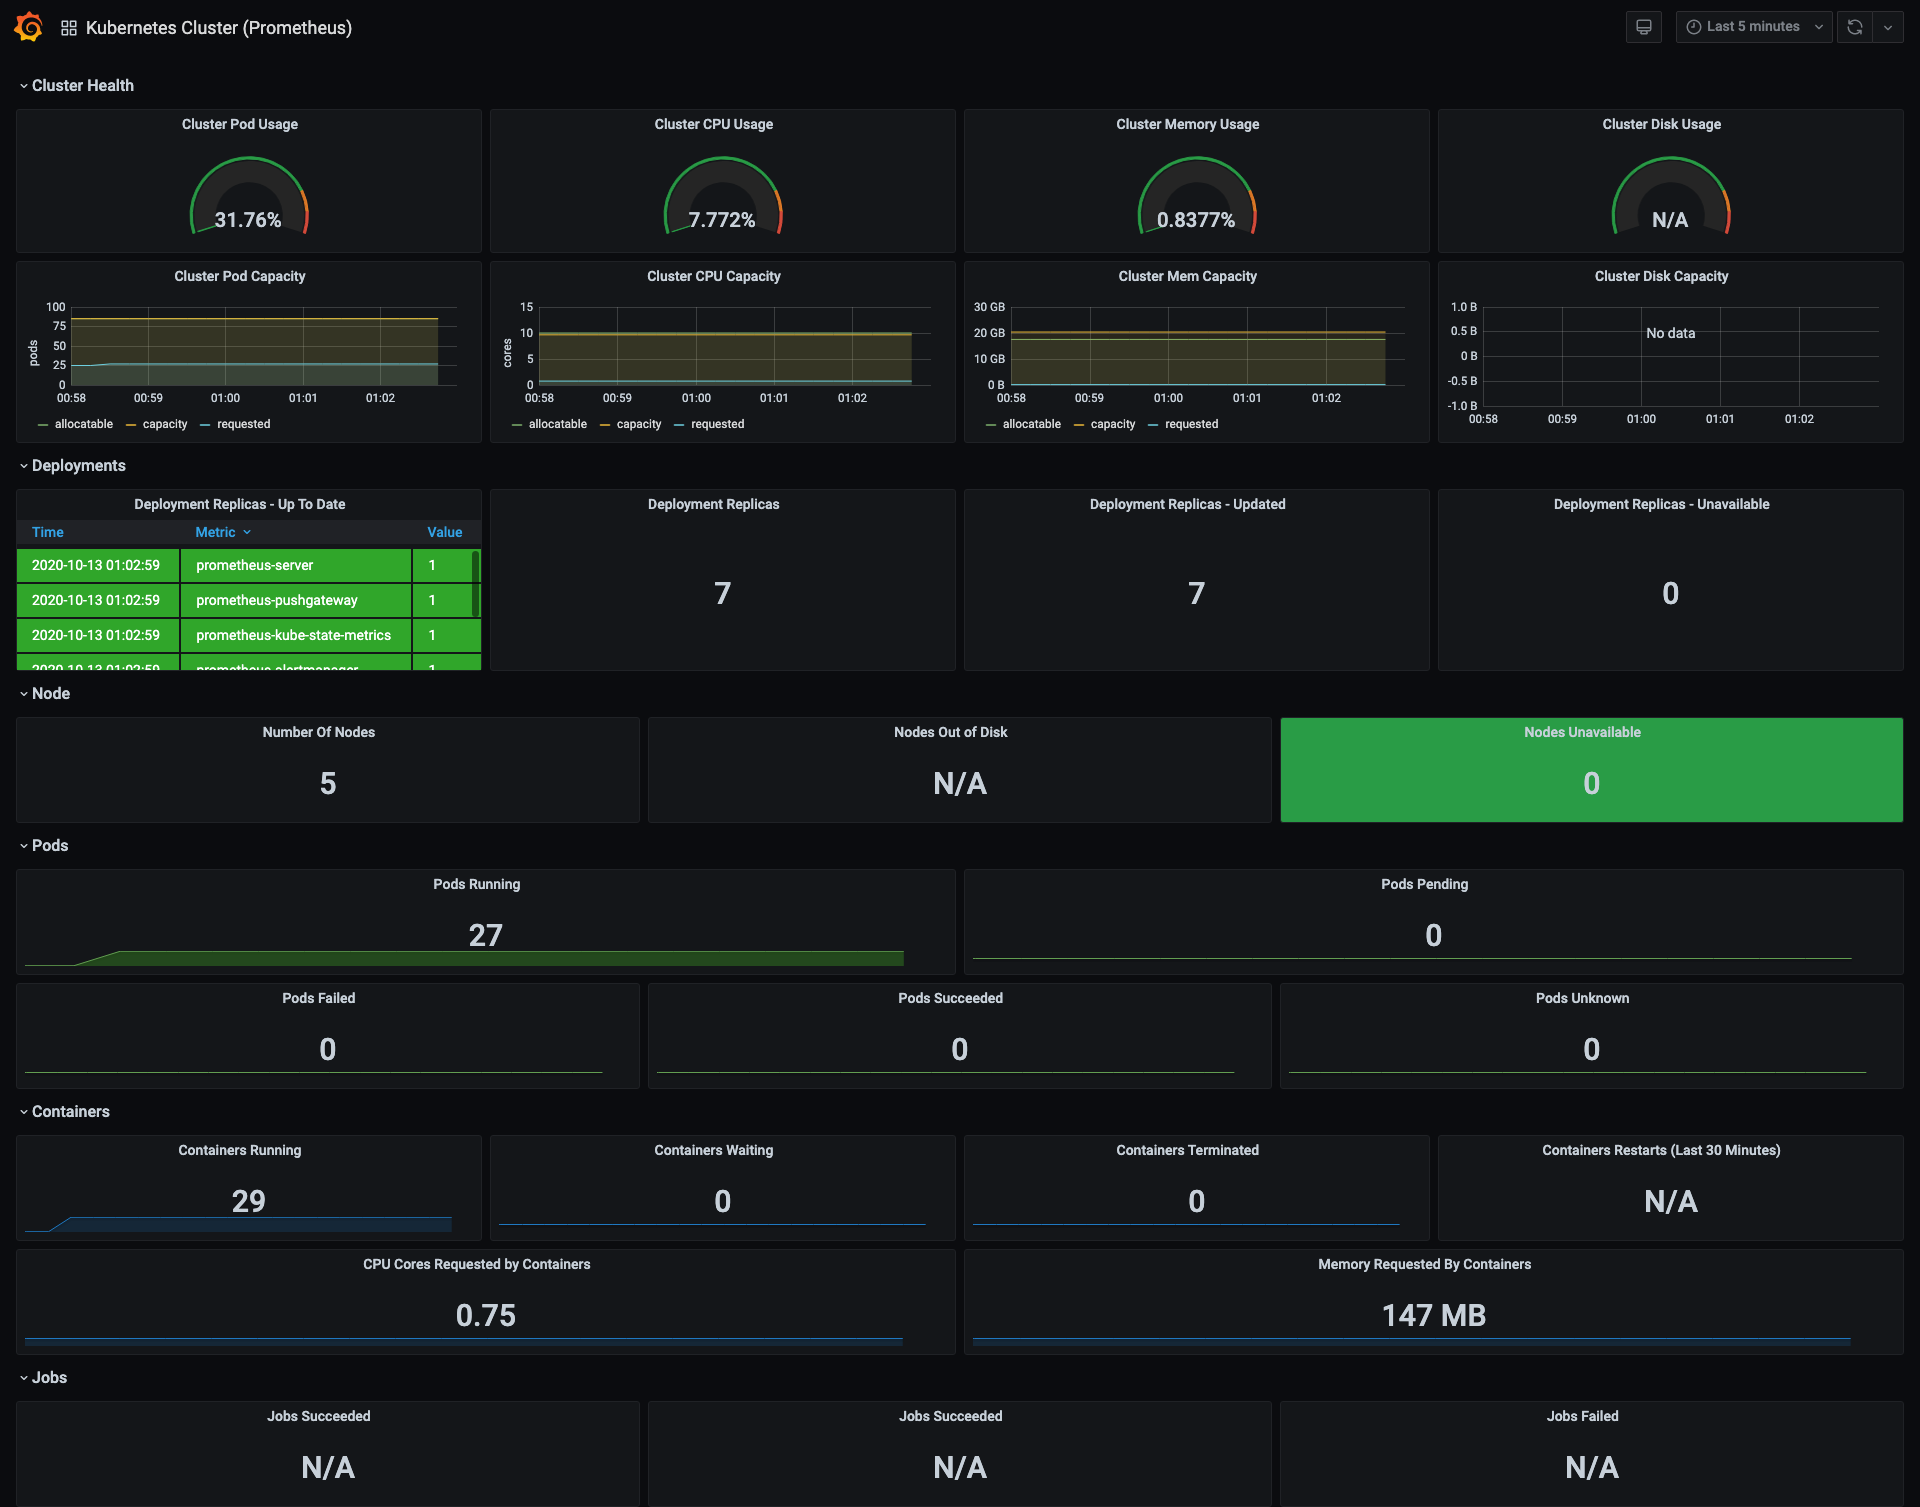 Kubernetes Cluster (Prometheus)
Last 5 minutes
Cluster Health
Cluster Pod Usage
31.76%
Cluster CPU Usage
7.772%
Cluster Memory Usage
0.8377%
Cluster Disk Usage
N/A
Cluster Pod Capacity
pods
100
75
50
25
0
00:58 00:59 01:00 01:01 01:02
allocatable capacity requested
Cluster CPU Capacity
cores
15
10
5
0
00:58 00:59 01:00 01:01 01:02
allocatable capacity requested
Cluster Mem Capacity
30 GB
20 GB
10 GB
0 B
00:58 00:59 01:00 01:01 01:02
allocatable capacity requested
Cluster Disk Capacity
1.0 B
0.5 B
0 B
-0.5 B
-1.0 B
No data
00:58 00:59 01:00 01:01 01:02
Deployments
Deployment Replicas - Up To Date
Time Metric Value
2020-10-13 01:02:59 prometheus-server 1
2020-10-13 01:02:59 prometheus-pushgateway 1
2020-10-13 01:02:59 prometheus-kube-state-metrics 1
2020-10-13 01:02:59 prometheus-alertmanager 1
Deployment Replicas
7
Deployment Replicas - Updated
7
Deployment Replicas - Unavailable
0
Node
Number Of Nodes
5
Nodes Out of Disk
N/A
Nodes Unavailable
0
Pods
Pods Running
27
Pods Pending
0
Pods Failed
0
Pods Succeeded
0
Pods Unknown
0
Containers
Containers Running
29
Containers Waiting
0
Containers Terminated
0
Containers Restarts (Last 30 Minutes)
N/A
CPU Cores Requested by Containers
0.75
Memory Requested By Containers
147 MB
Jobs
Jobs Succeeded
N/A
Jobs Succeeded
N/A
Jobs Failed
N/A